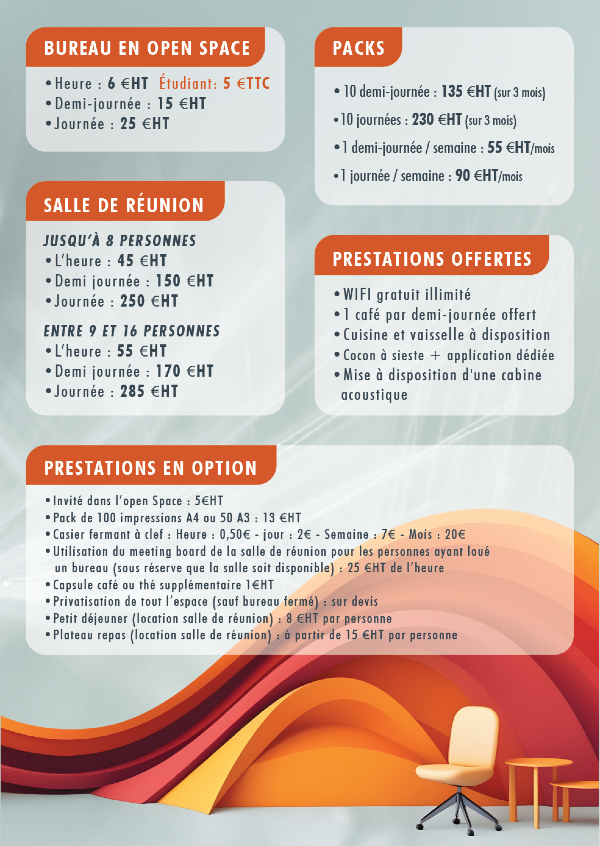 BUREAU EN OPEN SPACE
• Heure : 6 €HT Étudiant: 5 €TTC
• Demi-journée : 15 €HT
• Journée : 25 €HT
PACKS
• 10 demi-journée : 135 €HT (sur 3 mois)
• 10 journées : 230 €HT (sur 3 mois)
• 1 demi-journée / semaine : 55 €HT/mois
• 1 journée / semaine : 90 €HT/mois
SALLE DE RÉUNION
JUSQU'À 8 PERSONNES
• L'heure : 45 €HT
• Demi journée : 150 €HT
• Journée : 250 €HT
ENTRE 9 ET 16 PERSONNES
• L'heure : 55 €HT
• Demi journée : 170 €HT
• Journée : 285 €HT
PRESTATIONS OFFERTES
• WIFI gratuit illimité
• 1 café par demi-journée offert
• Cuisine et vaisselle à disposition
• Cocon à sieste + application dédiée
• Mise à disposition d'une cabine
acoustique
PRESTATIONS EN OPTION
• Invité dans l'open Space : 5€HT
• Pack de 100 impressions A4 ou 50 A3 : 13 €HT
• Casier fermant à clef : Heure : 0,50€ - jour : 2€ - Semaine : 7€ - Mois : 20€
• Utilisation du meeting board de la salle de réunion pour les personnes ayant loué
un bureau (sous réserve que la salle soit disponible) : 25 €HT de l'heure
• Capsule café ou thé supplémentaire 1€HT
• Privatisation de tout l'espace (sauf bureau fermé) : sur devis
• Petit déjeuner (location salle de réunion) : 8 €HT par personne
• Plateau repas (location salle de réunion) : à partir de 15 €HT par personne